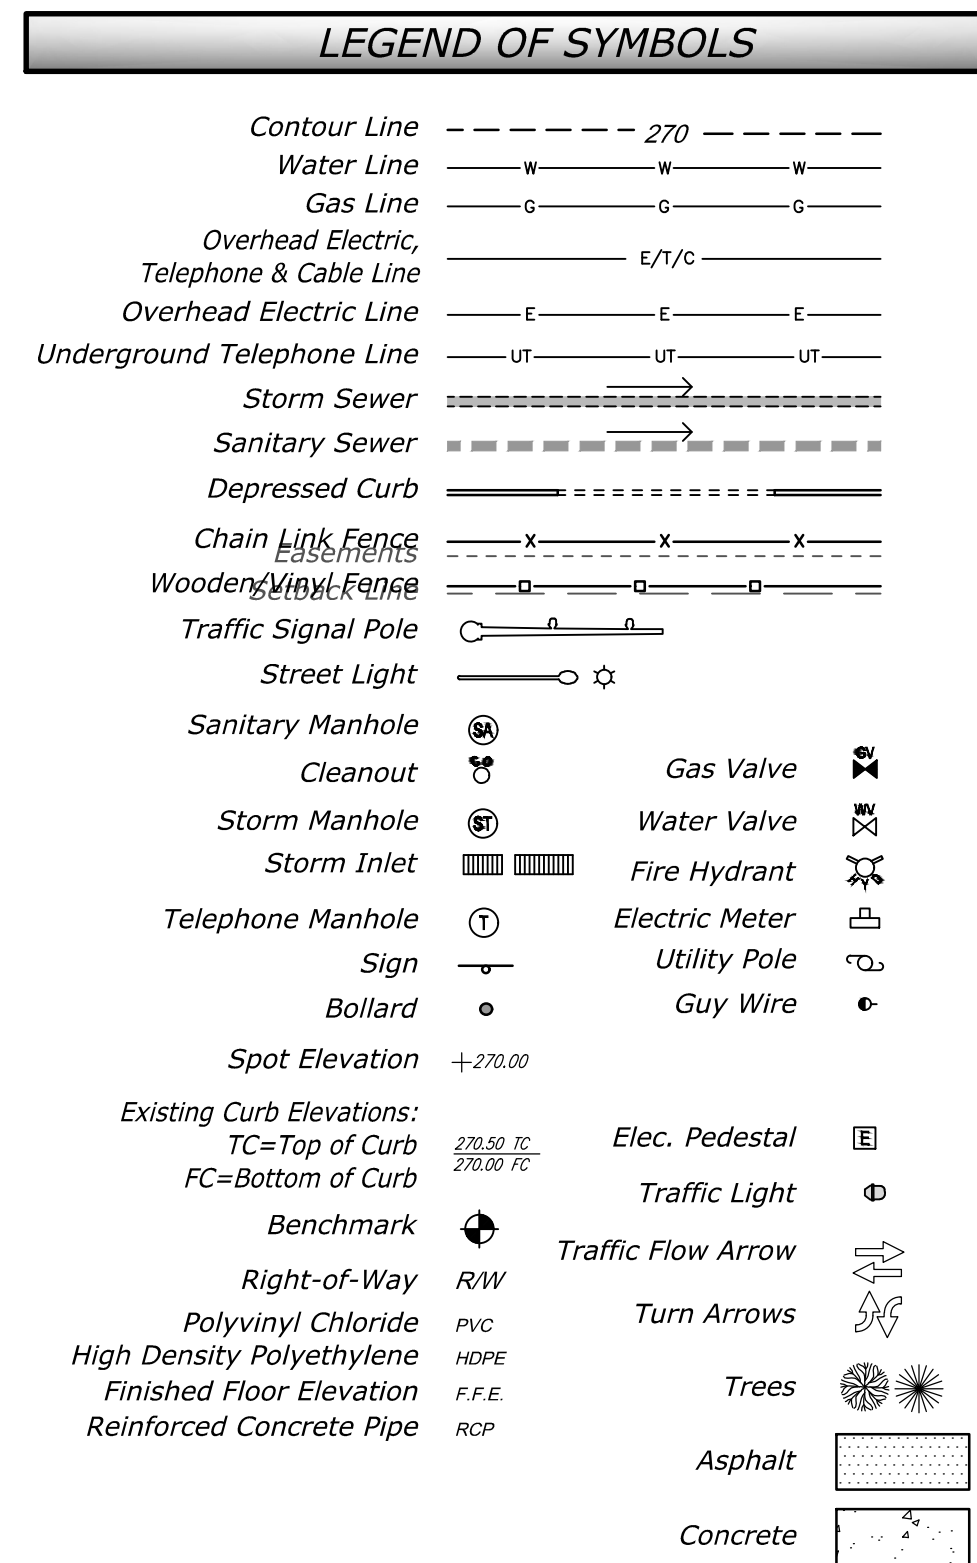 LEGEND OF SYMBOLS
Contour Line 270
Water Line W W W
Gas Line G G G
Overhead Electric,
Telephone & Cable Line E/T/C
Overhead Electric Line E E E
Underground Telephone Line UT UT UT
Storm Sewer
Sanitary Sewer
Depressed Curb
Chain Link Fence X X X
Easements
Wooden/Vinyl Fence
Setback Line
Traffic Signal Pole
Street Light
Sanitary Manhole SA
Cleanout CO
Storm Manhole ST
Storm Inlet
Telephone Manhole T
Sign
Bollard
Spot Elevation 270.00
Existing Curb Elevations:
TC=Top of Curb 270.50 TC
FC=Bottom of Curb 270.00 FC
Benchmark
Right-of-Way R/W
Polyvinyl Chloride PVC
High Density Polyethylene HDPE
Finished Floor Elevation F.F.E.
Reinforced Concrete Pipe RCP
Gas Valve GV
Water Valve WV
Fire Hydrant HYD
Electric Meter
Utility Pole
Guy Wire
Elec. Pedestal E
Traffic Light
Traffic Flow Arrow
Turn Arrows
Trees
Asphalt
Concrete